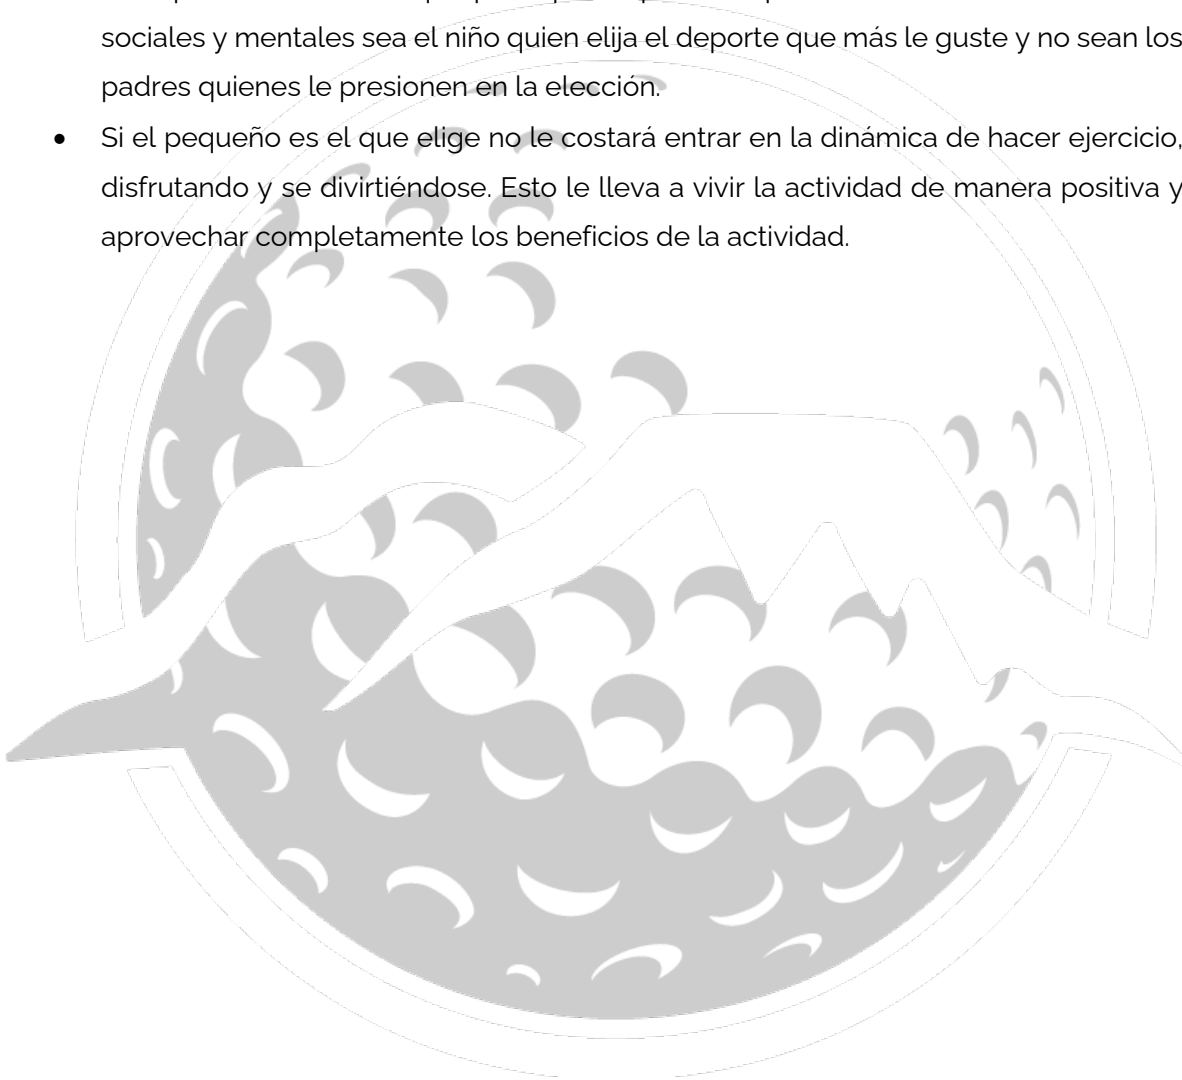 sociales y mentales sea el niño quien elija el deporte que más le guste y no sean los
padres quienes le presionen en la elección.
• Si el pequeño es el que elige no le costará entrar en la dinámica de hacer ejercicio,
disfrutando y se divirtiéndose. Esto le lleva a vivir la actividad de manera positiva y
aprovechar completamente los beneficios de la actividad.